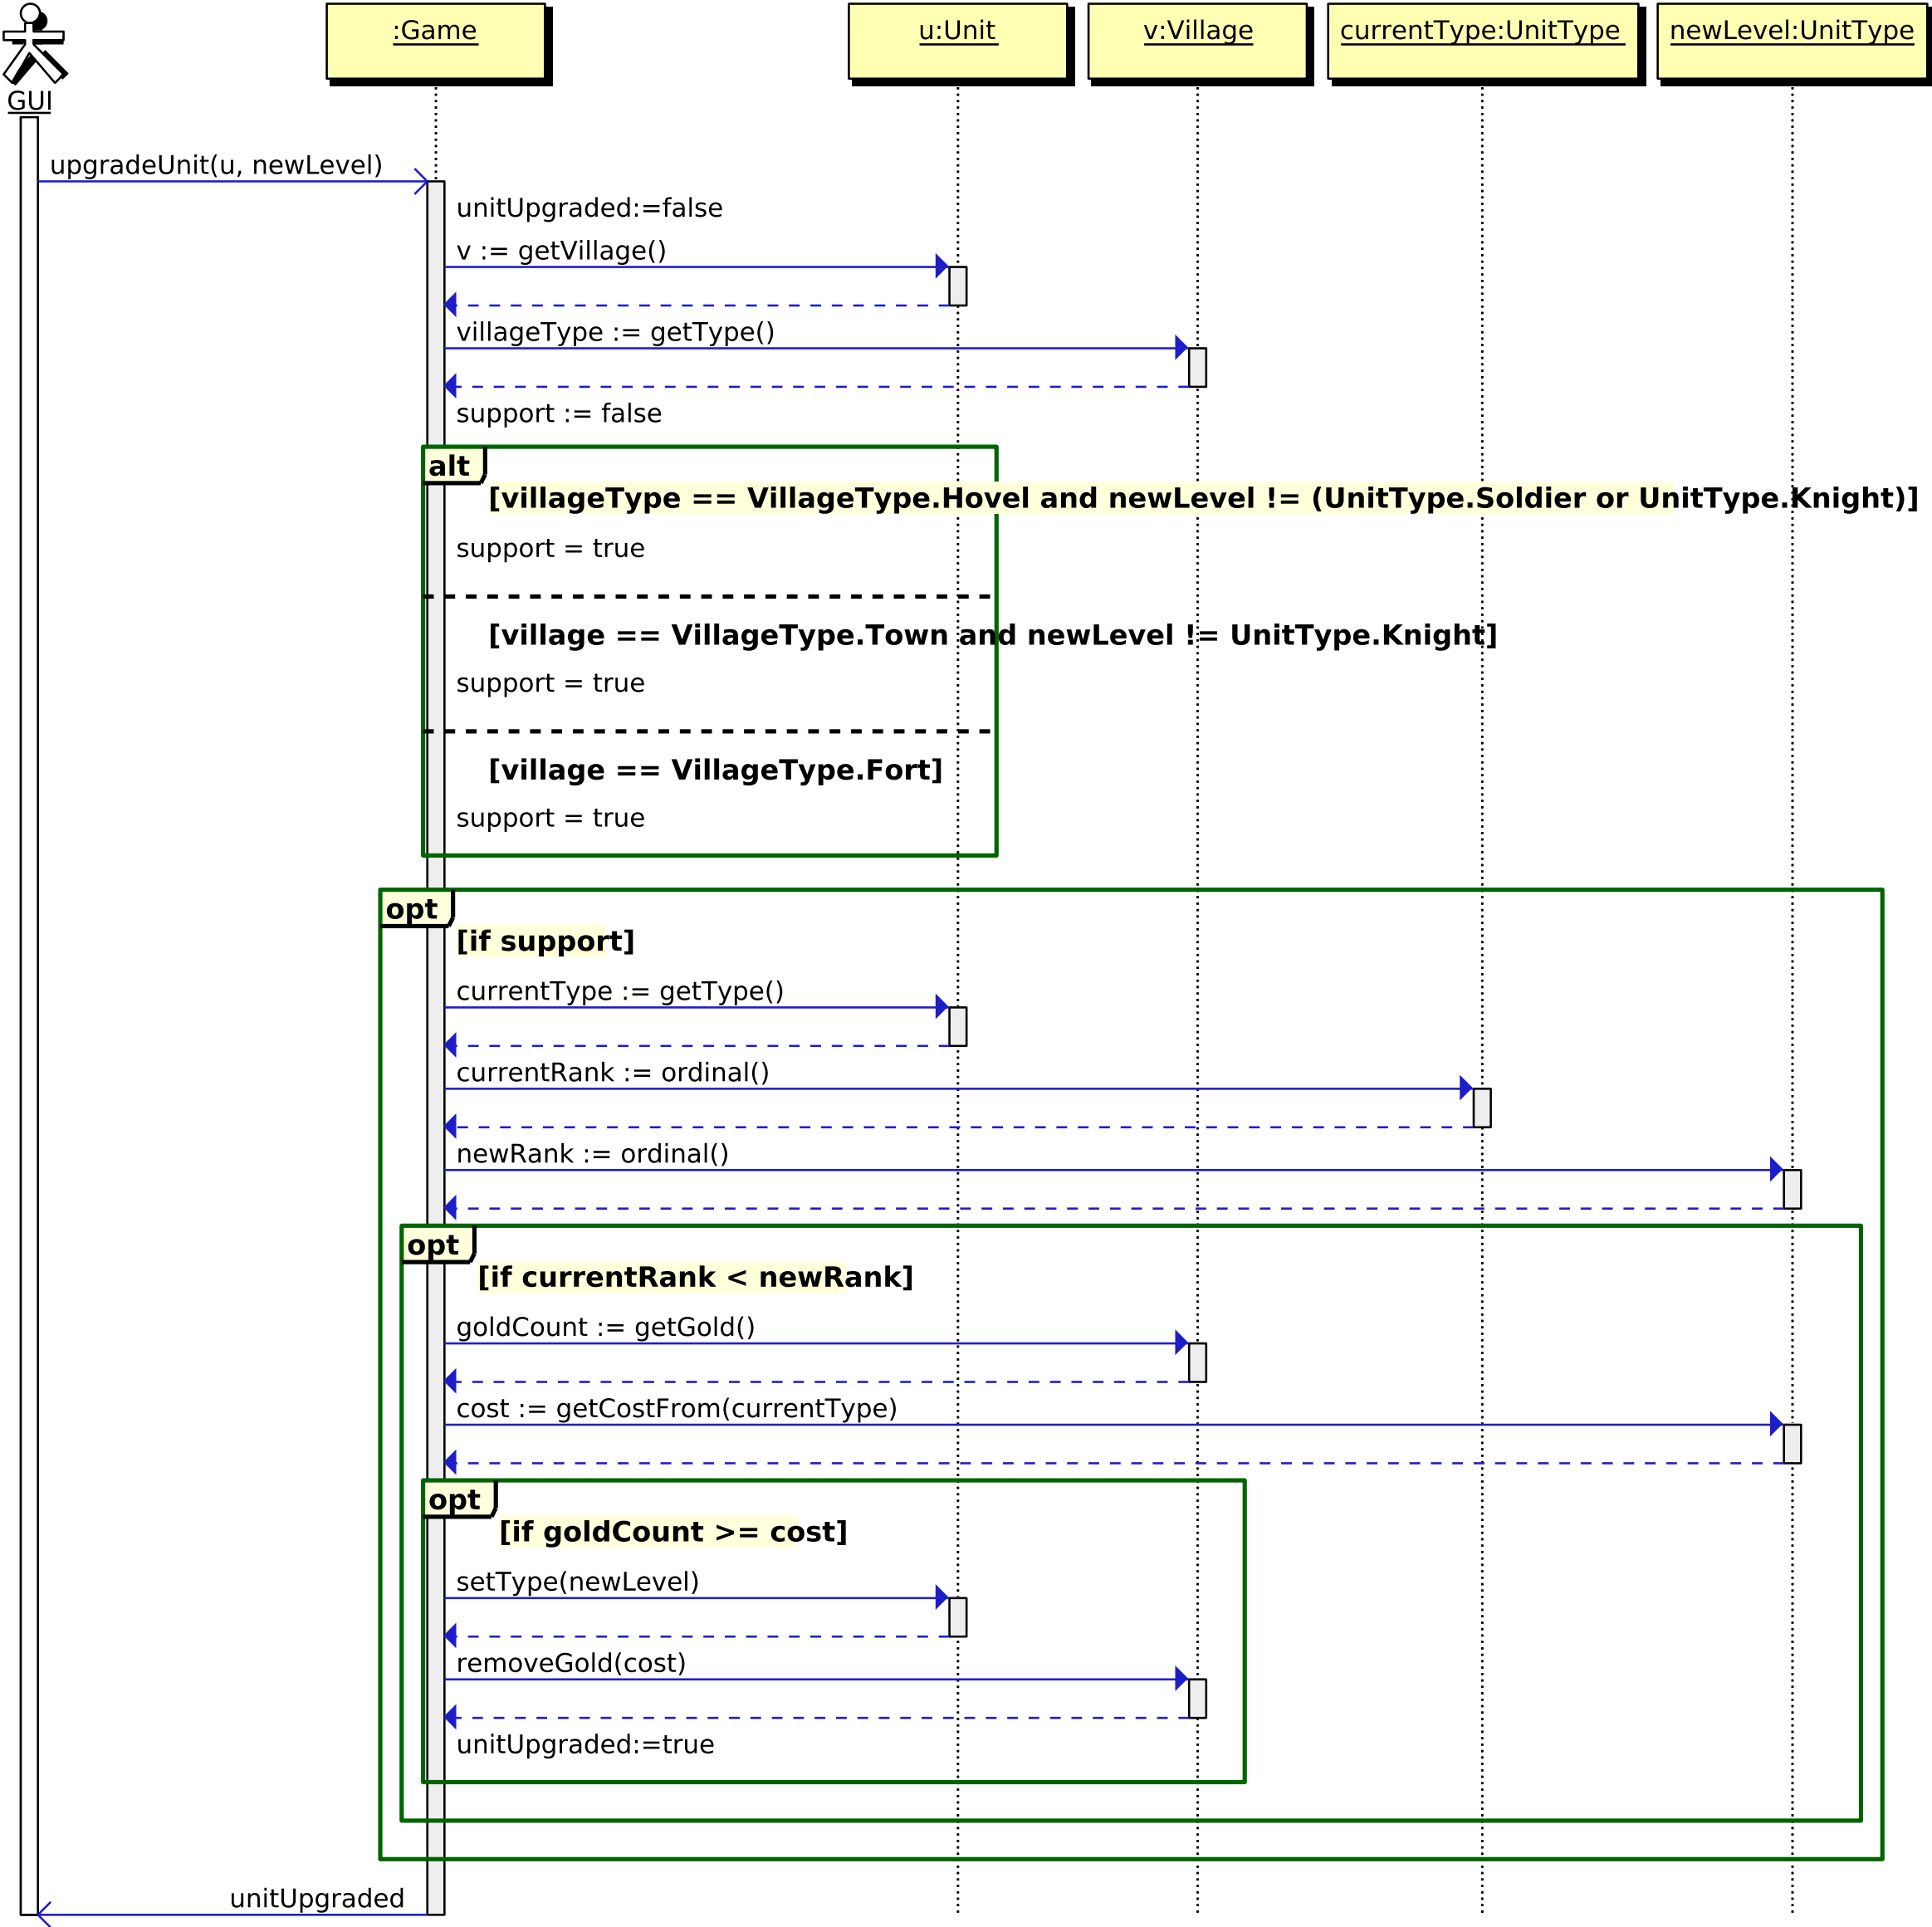 GUI
:Game
u:Unit
v:Village
currentType:UnitType
newLevel:UnitType
upgradeUnit(u, newLevel)
unitUpgraded:=false
v := getVillage()
villageType := getType()
support := false
alt
[villageType == VillageType.Hovel and newLevel != (UnitType.Soldier or UnitType.Knight)]
support = true
[village == VillageType.Town and newLevel != UnitType.Knight]
support = true
[village == VillageType.Fort]
support = true
opt
[if support]
currentType := getType()
currentRank := ordinal()
newRank := ordinal()
opt
[if currentRank < newRank]
goldCount := getGold()
cost := getCostFrom(currentType)
opt
[if goldCount >= cost]
setType(newLevel)
removeGold(cost)
unitUpgraded:=true
unitUpgraded